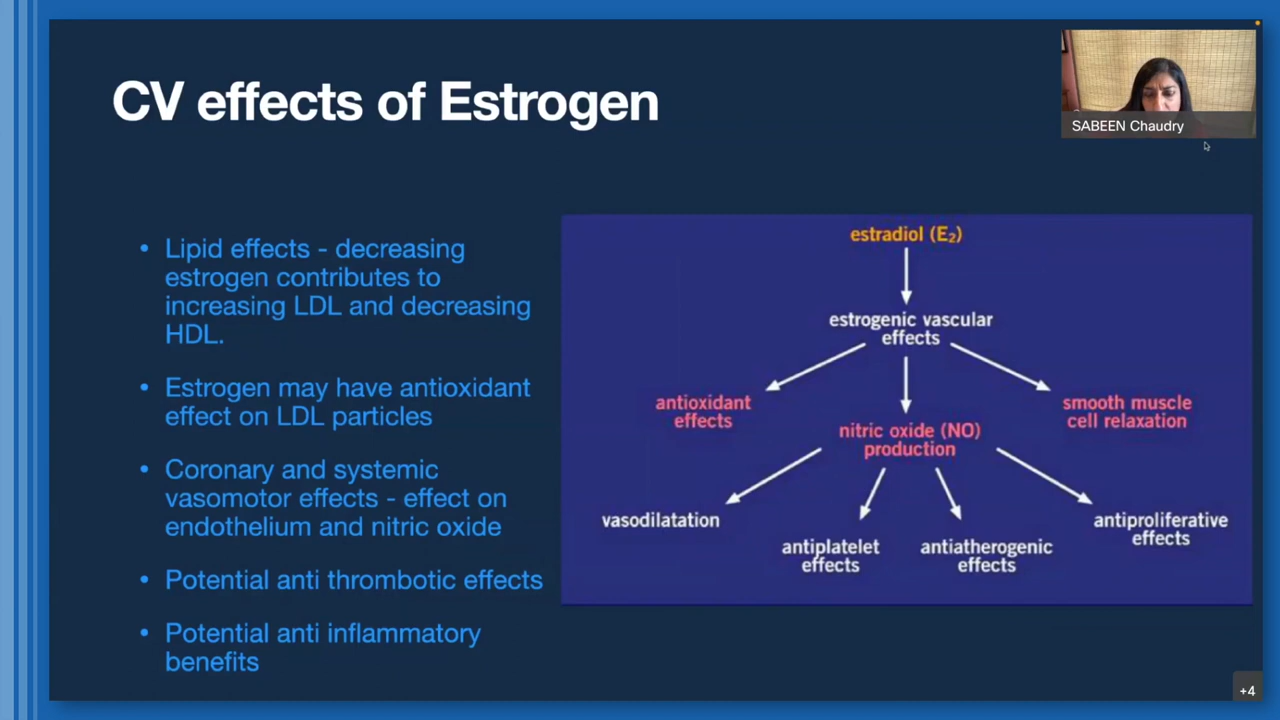 CV effects of Estrogen
SABEEN Chaudry
• Lipid effects - decreasing
estrogen contributes to
increasing LDL and decreasing
HDL.
• Estrogen may have antioxidant
effect on LDL particles
• Coronary and systemic
vasomotor effects - effect on
endothelium and nitric oxide
• Potential anti thrombotic effects
• Potential anti inflammatory
benefits
estradiol (E₂)
estrogenic vascular
effects
antioxidant
effects
nitric oxide (NO)
production
smooth muscle
cell relaxation
vasodilatation
antiplatelet
effects
antiatherogenic
effects
antiproliferative
effects
+4